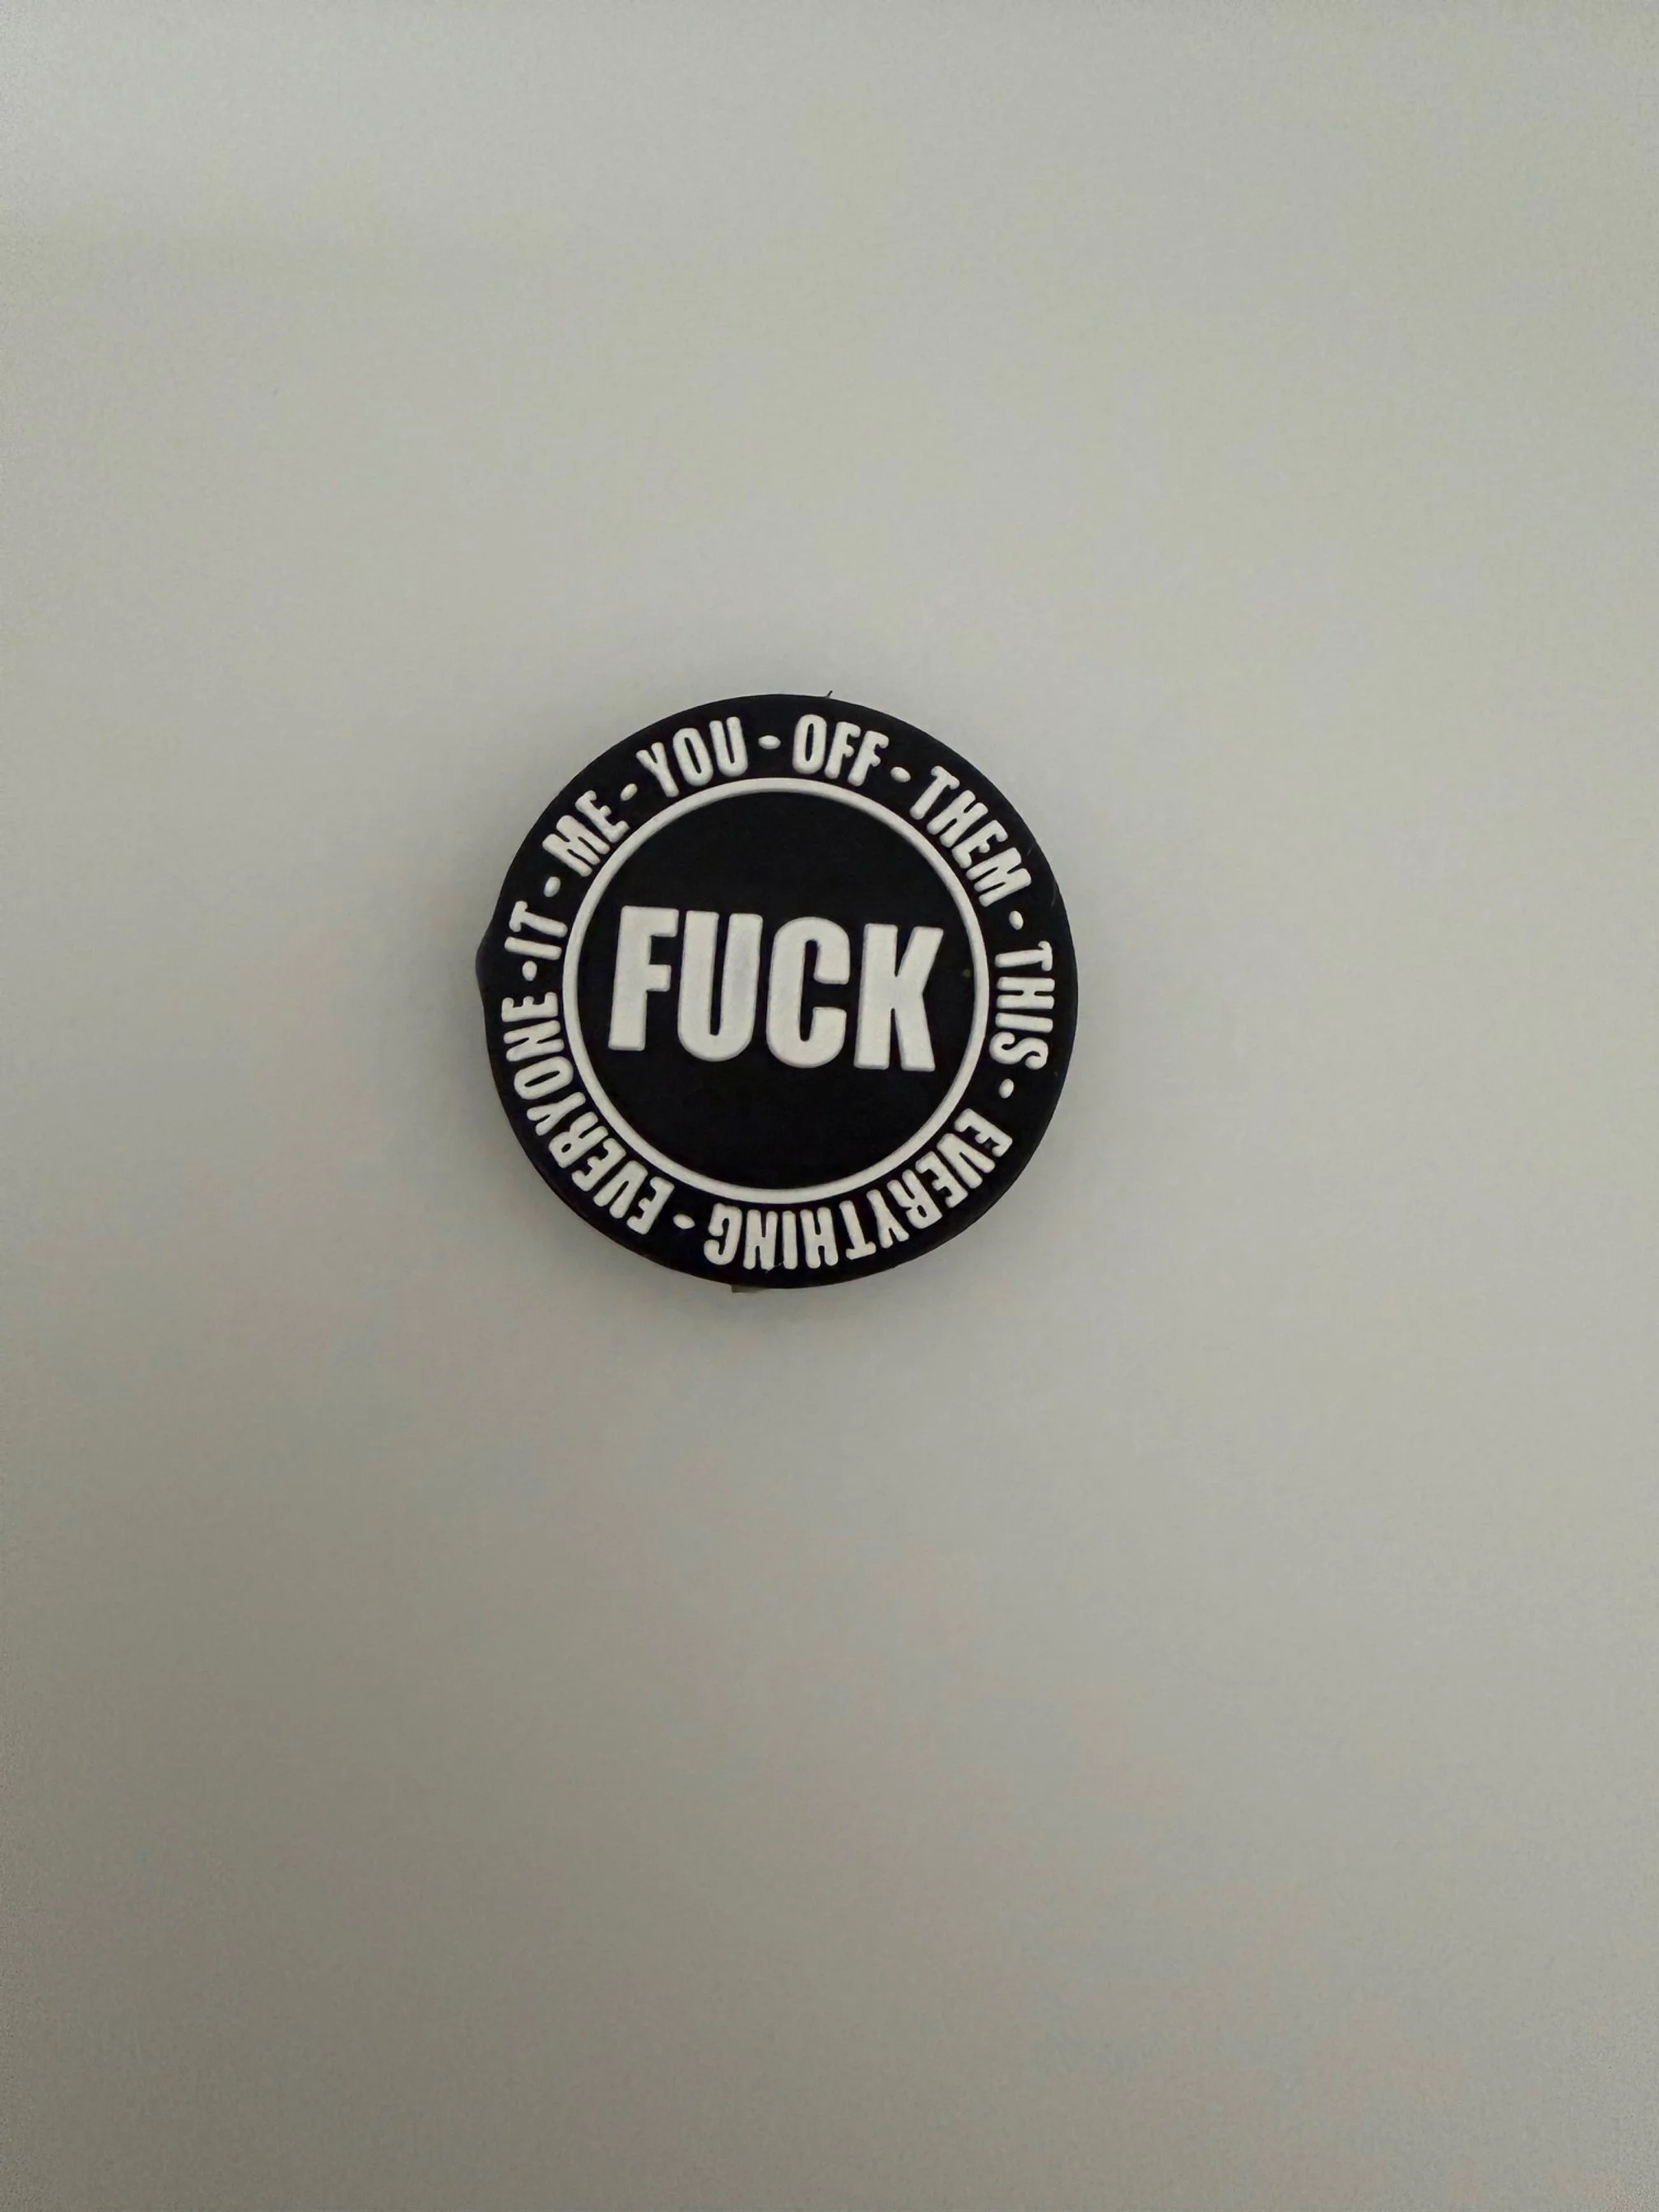 YOU - OFF - THEM - THIS - EVERYTHING - EVERYONE - IT - ME -
FUCK